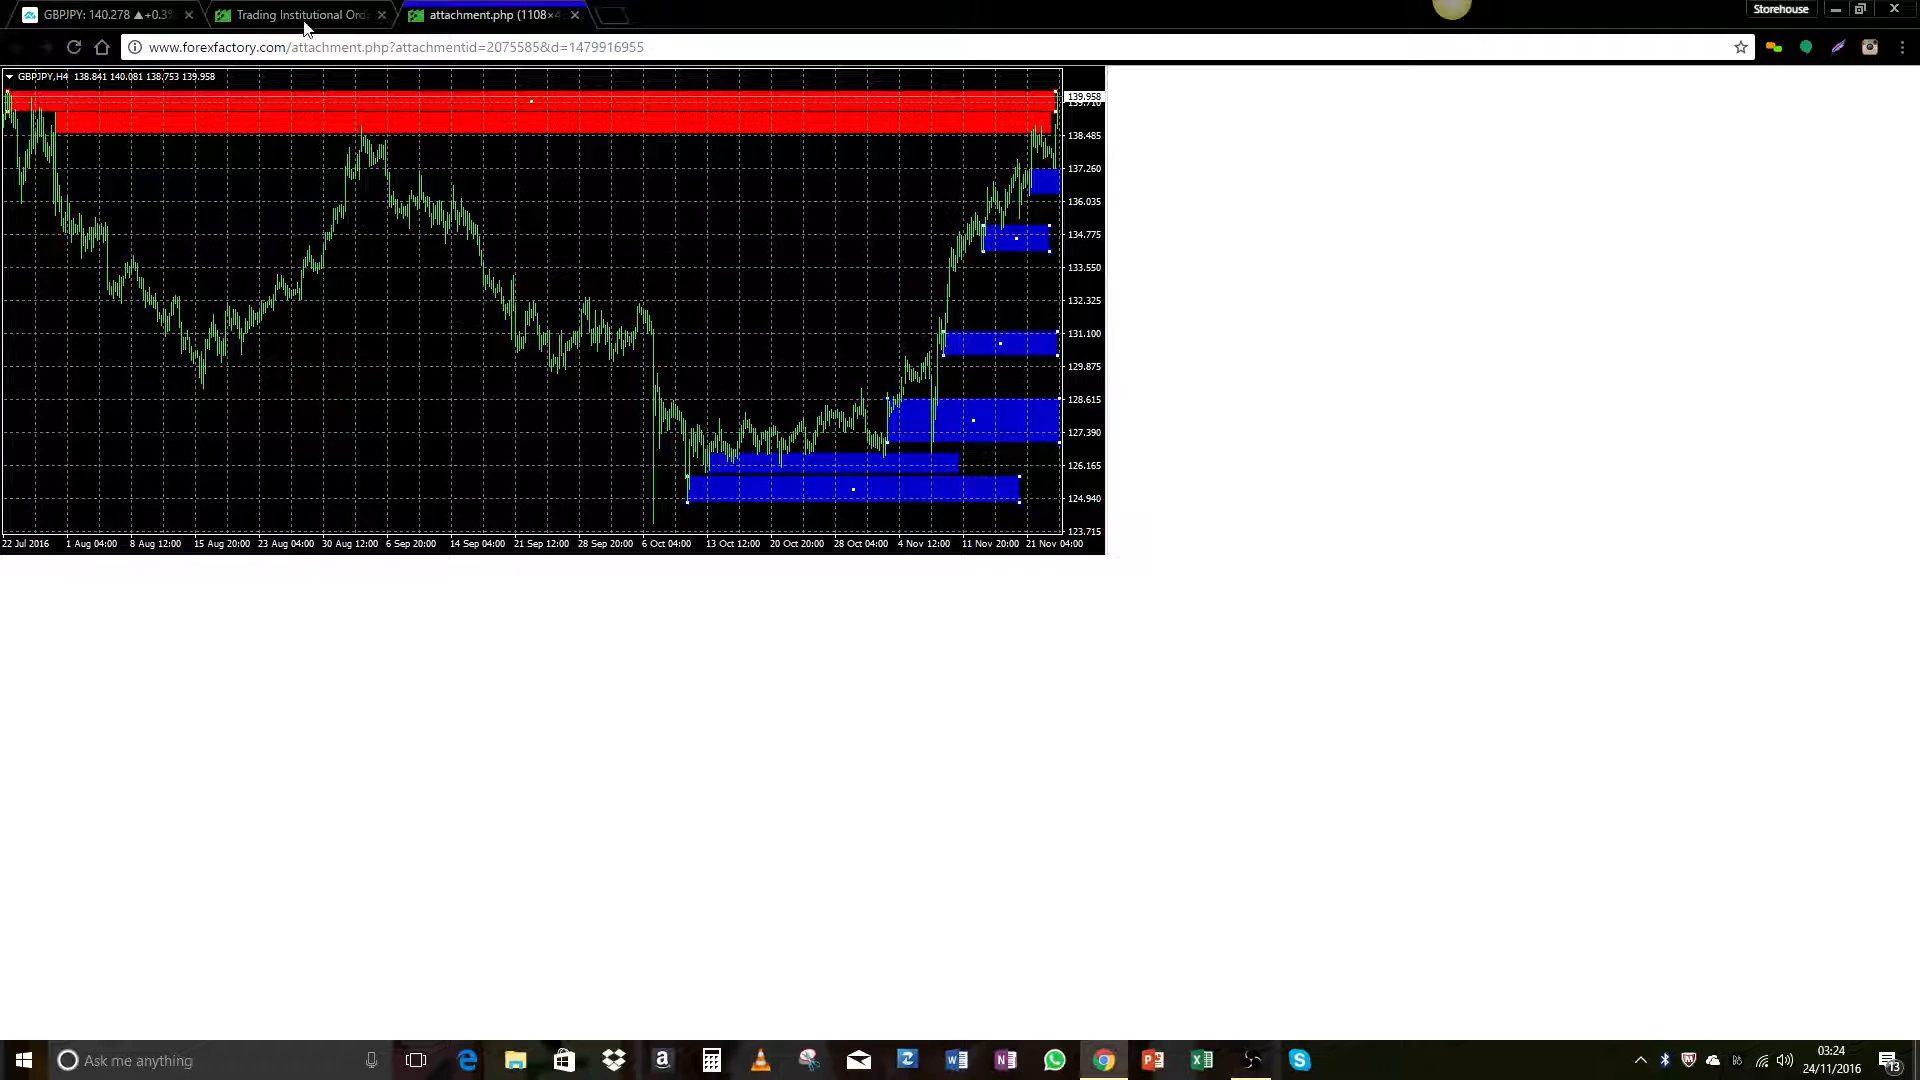 GBPJPY: 140.278 ▲+0.3%
Trading Institutional Ord
attachment.php (1108×4
Storehouse
www.forexfactory.com/attachment.php?attachmentid=2075585&d=1479916955
GBPJPY,H4 138.841 140.081 138.753 139.958
139.958
139.710
138.485
137.260
136.035
134.775
133.550
132.325
131.100
129.875
128.615
127.390
126.165
124.940
123.715
22 Jul 2016 1 Aug 04:00 8 Aug 12:00 15 Aug 20:00 23 Aug 04:00 30 Aug 12:00 6 Sep 20:00 14 Sep 04:00 21 Sep 12:00 28 Sep 20:00 6 Oct 04:00 13 Oct 12:00 20 Oct 20:00 28 Oct 04:00 4 Nov 12:00 11 Nov 20:00 21 Nov 04:00
Ask me anything
03:24
24/11/2016
13